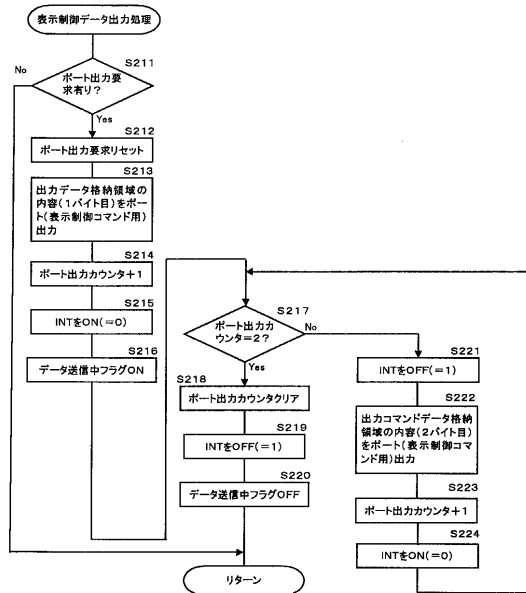 表示制御データ出力処理
S211
No
ポート出力要
求有り？
Yes
S212
ポート出力要求リセット
S213
出力データ格納領域の
内容（1バイト目）をポー
ト（表示制御コマンド用）
出力
S214
ポート出力カウンタ＋1
S215
INTをON（＝0）
S216
データ送信中フラグON
S217
ポート出力カ
ウンタ＝2？
No
Yes
S218
ポート出力カウンタクリア
S219
INTをOFF（＝1）
S220
データ送信中フラグOFF
リターン
S221
INTをOFF（＝1）
S222
出力コマンドデータ格納
領域の内容（2バイト目）
をポート（表示制御コマ
ンド用）出力
S223
ポート出力カウンタ＋1
S224
INTをON（＝0）